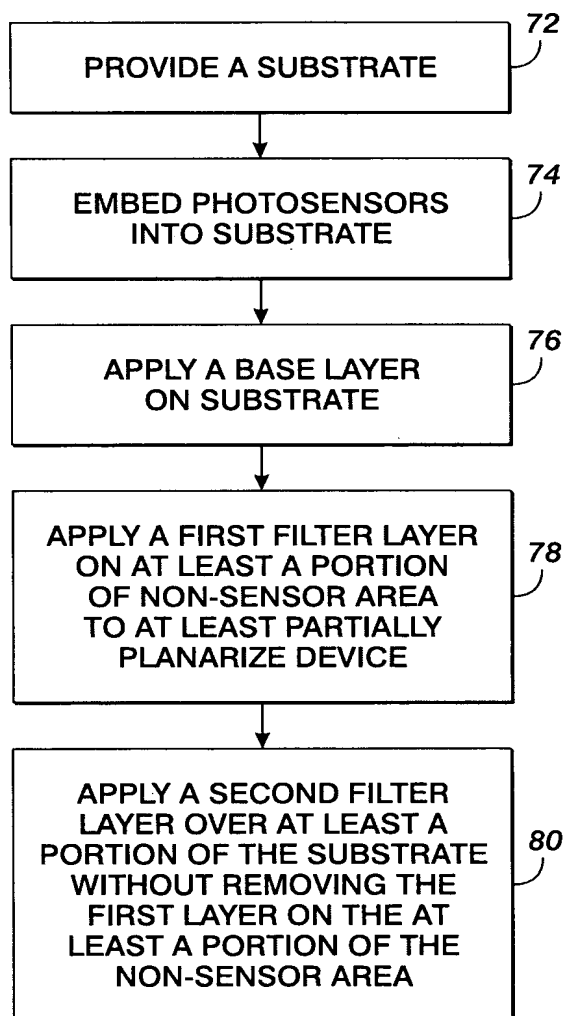 72
PROVIDE A SUBSTRATE
74
EMBED PHOTOSENSORS
INTO SUBSTRATE
76
APPLY A BASE LAYER
ON SUBSTRATE
78
APPLY A FIRST FILTER LAYER
ON AT LEAST A PORTION
OF NON-SENSOR AREA
TO AT LEAST PARTIALLY
PLANARIZE DEVICE
80
APPLY A SECOND FILTER
LAYER OVER AT LEAST A
PORTION OF THE SUBSTRATE
WITHOUT REMOVING THE
FIRST LAYER ON THE AT
LEAST A PORTION OF THE
NON-SENSOR AREA